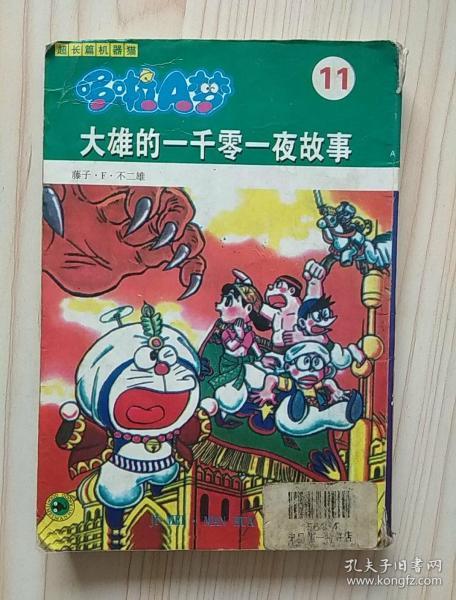 超长篇机器猫
哆啦A梦
11
大雄的一千零一夜故事
藤子·F·不二雄
孔夫子旧书网
www.kongfz.com